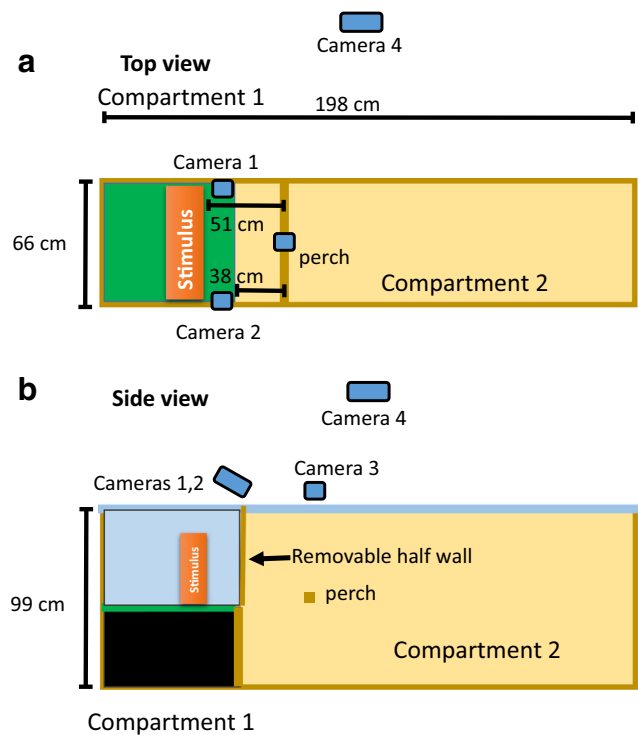 Camera 4
a
Top view
Compartment 1
198 cm
Camera 1
66 cm
Stimulus
51 cm
perch
38 cm
Compartment 2
Camera 2
b
Side view
Camera 4
Cameras 1,2
Camera 3
Stimulus
Removable half wall
99 cm
perch
Compartment 2
Compartment 1